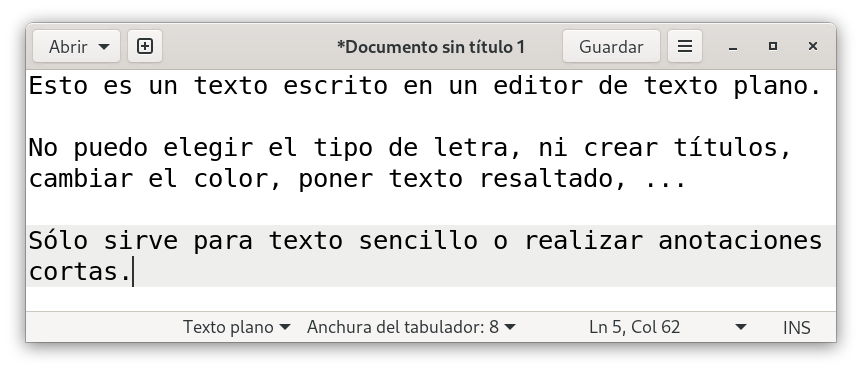 Abrir
*Documento sin título 1
Guardar
Esto es un texto escrito en un editor de texto plano.
No puedo elegir el tipo de letra, ni crear títulos,
cambiar el color, poner texto resaltado, ...
Sólo sirve para texto sencillo o realizar anotaciones
cortas.
Texto plano Anchura del tabulador: 8 Ln 5, Col 62 INS